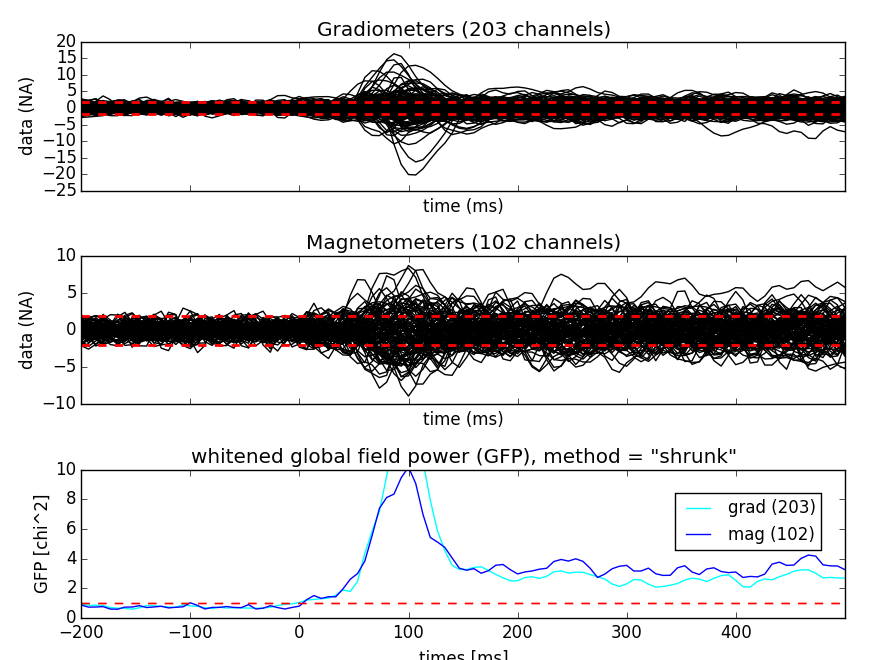 Gradiometers (203 channels)
20
15
10
5
0
−5
−10
−15
−20
−25
data (NA)
time (ms)
Magnetometers (102 channels)
10
5
0
−5
−10
data (NA)
time (ms)
whitened global field power (GFP), method = "shrunk"
10
8
6
4
2
0
GFP [chi^2]
grad (203)
mag (102)
−200 −100 0 100 200 300 400
times [ms]